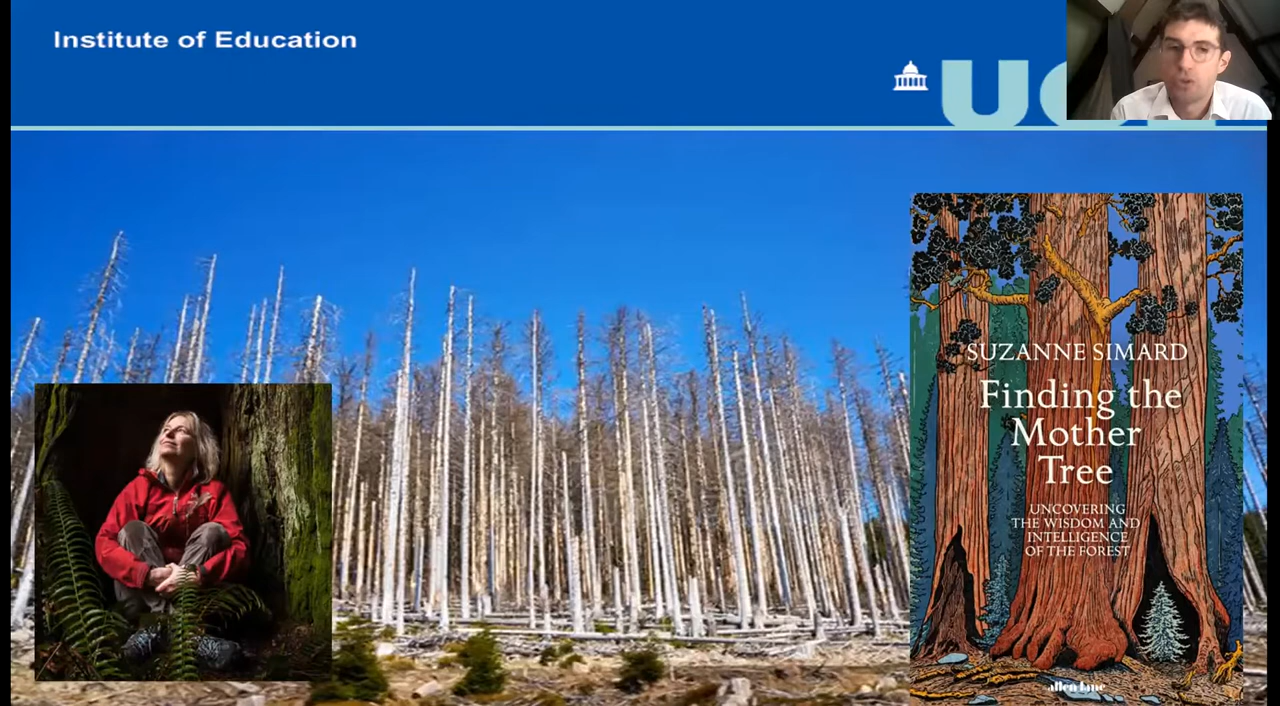 Institute of Education
SUZANNE SIMARD
Finding the
Mother
Tree
UNCOVERING
THE WISDOM AND
INTELLIGENCE
OF THE FOREST
allen lane